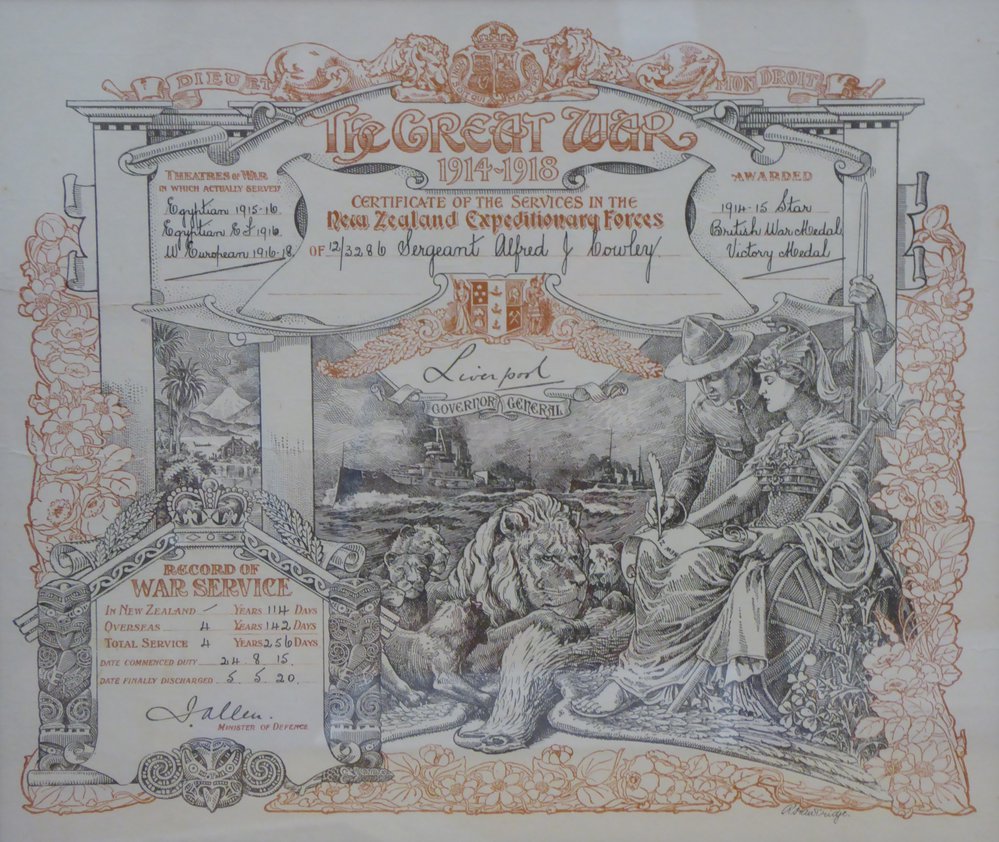 DIEU ET MON DROIT
THE GREAT WAR
1914-1918
CERTIFICATE OF THE SERVICES IN THE
New Zealand Expeditionary Forces
OF 12/3286 Sergeant Alfred J Cowley.
THEATRES OF WAR
IN WHICH ACTUALLY SERVED
Egyptian 1915-16
Egyptian E F 1916
W European 1916-18
AWARDED
1914-15 Star
British War Medal
Victory Medal
Liverpool
GOVERNOR GENERAL
RECORD OF
WAR SERVICE
IN NEW ZEALAND - YEARS 114 DAYS
OVERSEAS 4 YEARS 142 DAYS
TOTAL SERVICE 4 YEARS 256 DAYS
DATE COMMENCED DUTY 24. 8. 15.
DATE FINALLY DISCHARGED 5. 5. 20.
J. Allen.
MINISTER OF DEFENCE